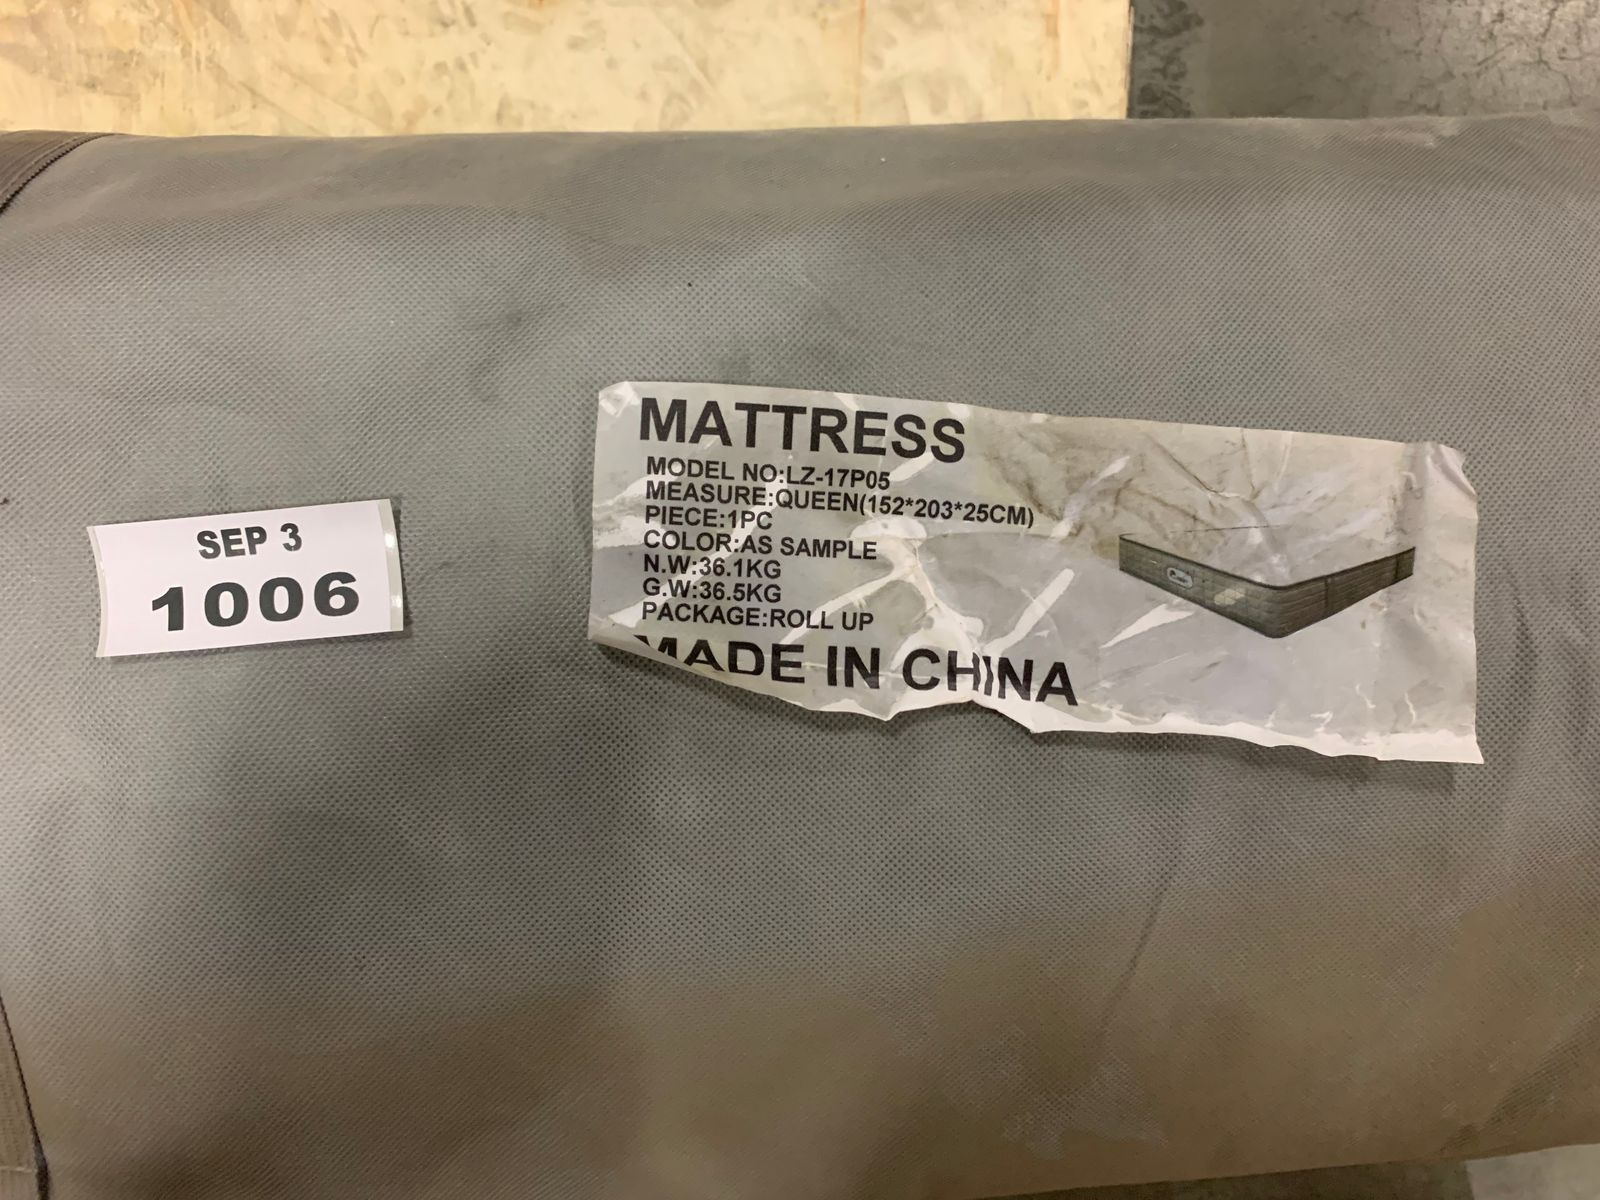 SEP 3
1006
MATTRESS
MODEL NO:LZ-17P05
MEASURE:QUEEN(152*203*25CM)
PIECE:1PC
COLOR:AS SAMPLE
N.W:36.1KG
G.W:36.5KG
PACKAGE:ROLL UP
MADE IN CHINA